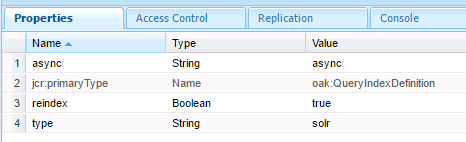 Properties Access Control Replication Console
Name Type Value
1 async String async
2 jcr:primaryType Name oak:QueryIndexDefinition
3 reindex Boolean true
4 type String solr